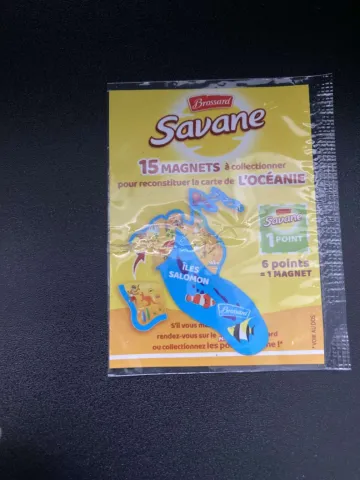 Brossard
Savane
15 MAGNETS à collectionner
pour reconstituer la carte de L'OCÉANIE
Savane
1 POINT
6 points
= 1 MAGNET
ÎLES
SALOMON
Brossard
S'il vous
rendez-vous sur le
ou collectionnez les